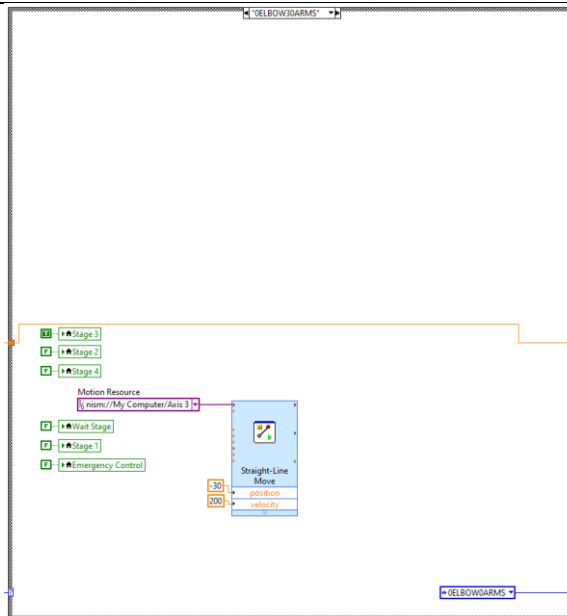 "0ELBOW30ARMS"
Stage 3
F
Stage 2
F
Stage 4
Motion Resource
nism://My Computer/Axis 3
F
Wait Stage
F
Stage 1
F
Emergency Control
Straight-Line
Move
-30
position
200
velocity
0ELBOW0ARMS